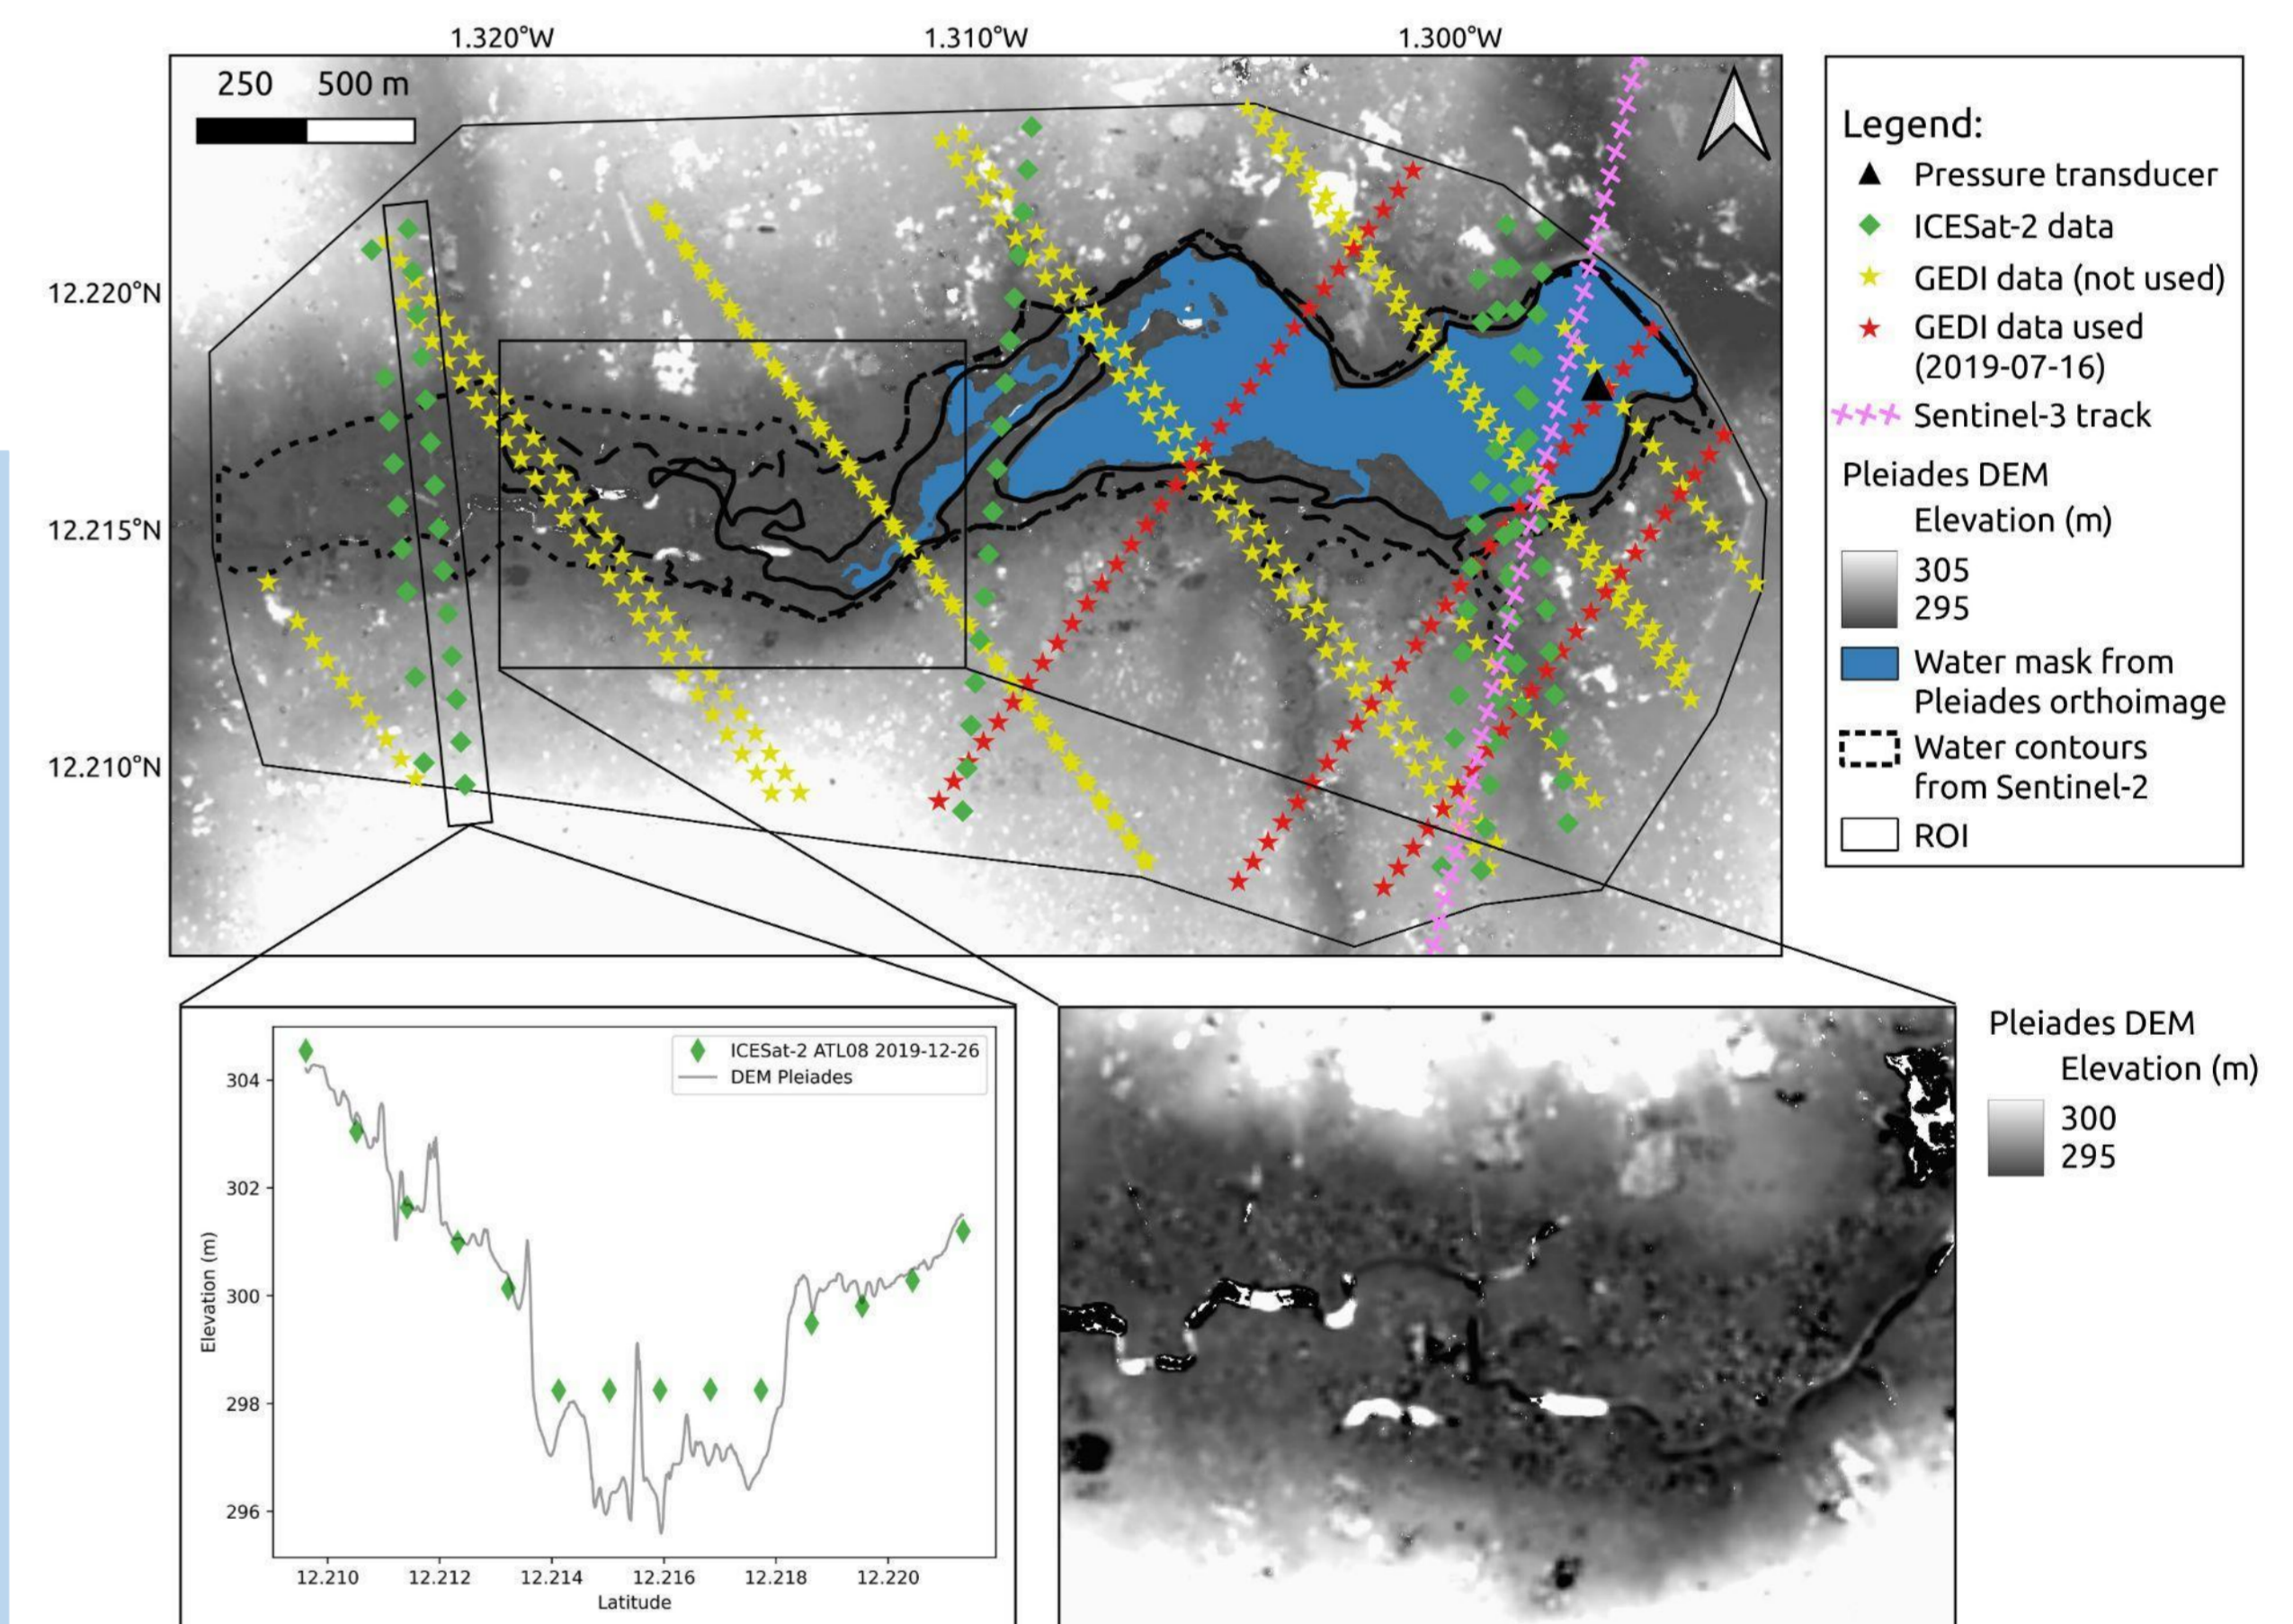 1.320°W 1.310°W 1.300°W
250 500 m
12.220°N
12.215°N
12.210°N
Legend:
Pressure transducer
ICESat-2 data
GEDI data (not used)
GEDI data used
(2019-07-16)
Sentinel-3 track
Pleiades DEM
Elevation (m)
305
295
Water mask from
Pleiades orthoimage
Water contours
from Sentinel-2
ROI
ICESat-2 ATL08 2019-12-26
DEM Pleiades
304
302
300
298
296
Elevation (m)
12.210 12.212 12.214 12.216 12.218 12.220
Latitude
Pleiades DEM
Elevation (m)
300
295